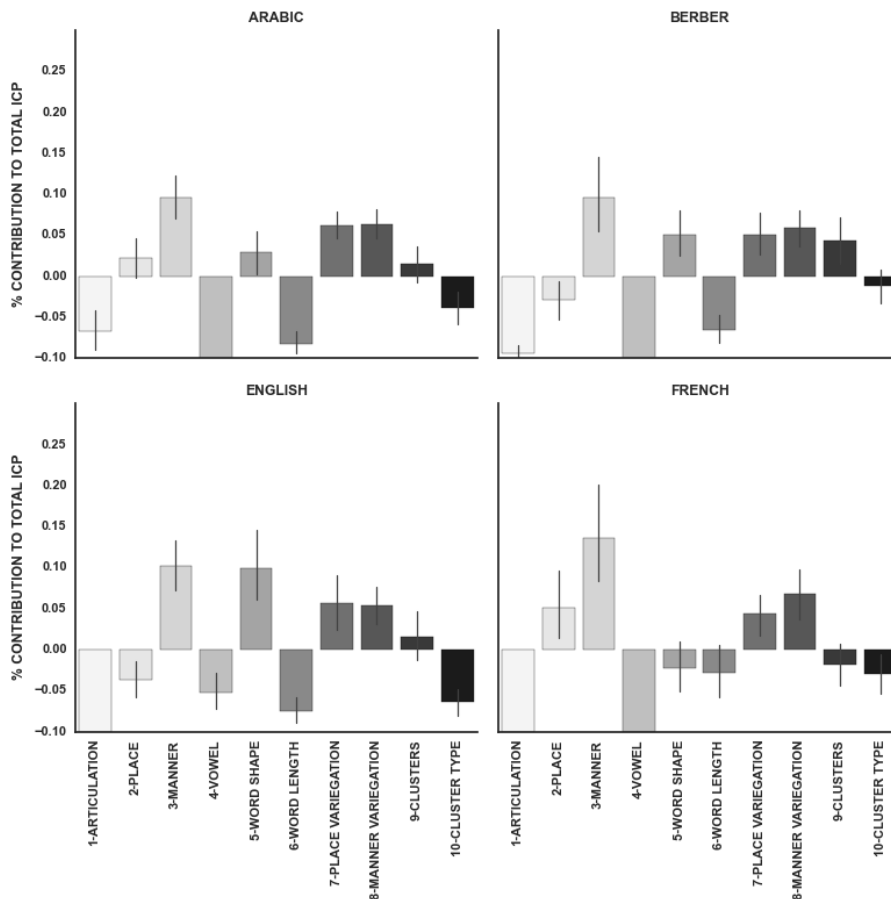 ARABIC
BERBER
% CONTRIBUTION TO TOTAL ICP
0.25
0.20
0.15
0.10
0.05
0.00
−0.05
−0.10
ENGLISH
FRENCH
% CONTRIBUTION TO TOTAL ICP
0.25
0.20
0.15
0.10
0.05
0.00
−0.05
−0.10
1-ARTICULATION
2-PLACE
3-MANNER
4-VOWEL
5-WORD SHAPE
6-WORD LENGTH
7-PLACE VARIEGATION
8-MANNER VARIEGATION
9-CLUSTERS
10-CLUSTER TYPE
1-ARTICULATION
2-PLACE
3-MANNER
4-VOWEL
5-WORD SHAPE
6-WORD LENGTH
7-PLACE VARIEGATION
8-MANNER VARIEGATION
9-CLUSTERS
10-CLUSTER TYPE